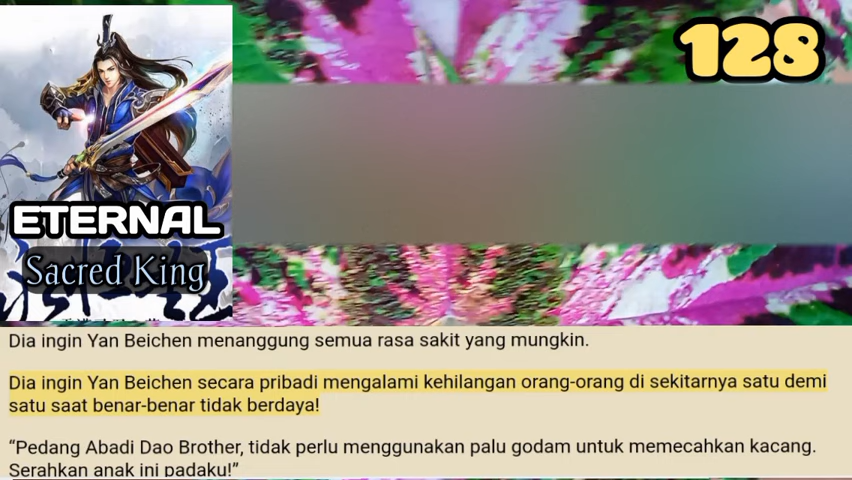 128
ETERNAL
Sacred King
Dia ingin Yan Beichen menanggung semua rasa sakit yang mungkin.
Dia ingin Yan Beichen secara pribadi mengalami kehilangan orang-orang di sekitarnya satu demi
satu saat benar-benar tidak berdaya!
“Pedang Abadi Dao Brother, tidak perlu menggunakan palu godam untuk memecahkan kacang.
Serahkan anak ini padaku!”